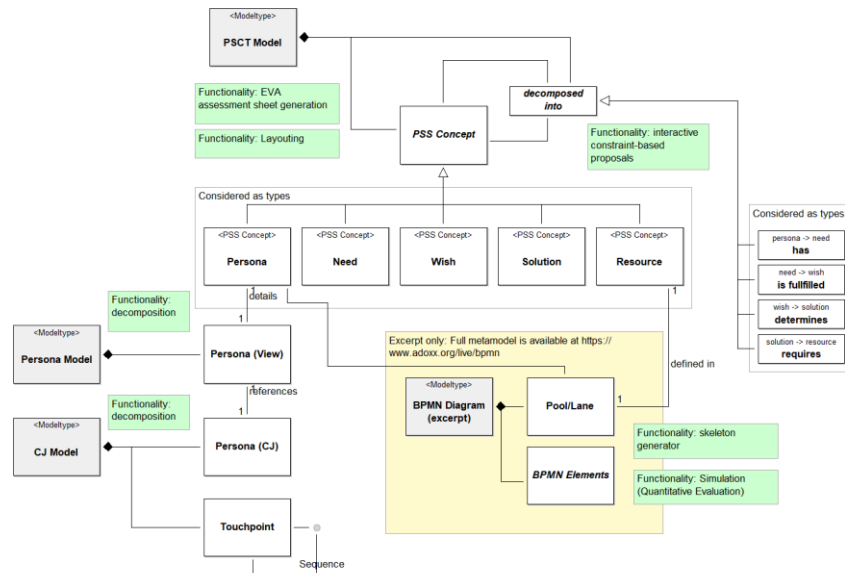 <Modeltype>
PSCT Model
Functionality: EVA
assessment sheet generation
Functionality: Layouting
decomposed
into
PSS Concept
Functionality: interactive
constraint-based
proposals
Considered as types
<PSS Concept>
Persona
<PSS Concept>
Need
<PSS Concept>
Wish
<PSS Concept>
Solution
<PSS Concept>
Resource
Considered as types
persona -> need
has
need -> wish
is fullfilled
wish -> solution
determines
solution -> resource
requires
1
details
1
1
Functionality:
decomposition
<Modeltype>
Persona Model
Persona (View)
Excerpt only: Full metamodel is available at https://
www.adoxx.org/live/bpmn
defined in
<Modeltype>
BPMN Diagram
(excerpt)
Pool/Lane
1
1
references
1
Functionality:
decomposition
<Modeltype>
CJ Model
Persona (CJ)
Functionality: skeleton
generator
BPMN Elements
Functionality: Simulation
(Quantitative Evaluation)
Touchpoint
Sequence